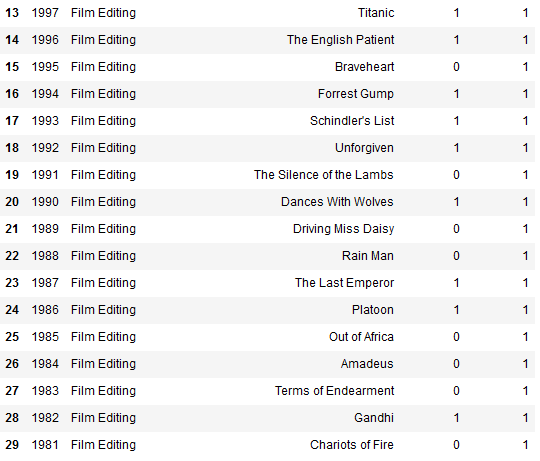 13 1997 Film Editing Titanic 1 1
14 1996 Film Editing The English Patient 1 1
15 1995 Film Editing Braveheart 0 1
16 1994 Film Editing Forrest Gump 1 1
17 1993 Film Editing Schindler's List 1 1
18 1992 Film Editing Unforgiven 1 1
19 1991 Film Editing The Silence of the Lambs 0 1
20 1990 Film Editing Dances With Wolves 1 1
21 1989 Film Editing Driving Miss Daisy 0 1
22 1988 Film Editing Rain Man 0 1
23 1987 Film Editing The Last Emperor 1 1
24 1986 Film Editing Platoon 1 1
25 1985 Film Editing Out of Africa 0 1
26 1984 Film Editing Amadeus 0 1
27 1983 Film Editing Terms of Endearment 0 1
28 1982 Film Editing Gandhi 1 1
29 1981 Film Editing Chariots of Fire 0 1